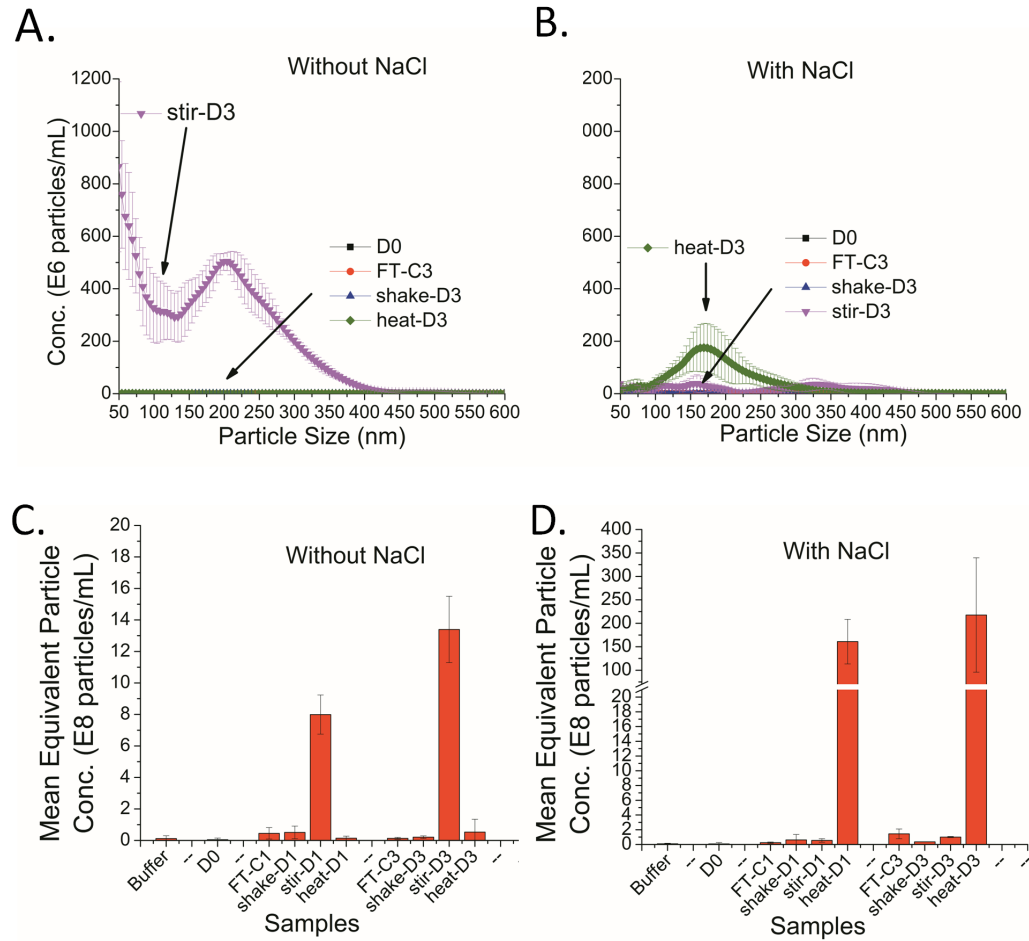 A.
Without NaCl
1200
1000
800
600
400
200
0
Conc. (E6 particles/mL)
stir-D3
D0
FT-C3
shake-D3
heat-D3
50 100 150 200 250 300 350 400 450 500 550 600
Particle Size (nm)
B.
With NaCl
200
000
800
600
400
200
0
heat-D3
D0
FT-C3
shake-D3
stir-D3
50 100 150 200 250 300 350 400 450 500 550 600
Particle Size (nm)
C.
Without NaCl
20
18
16
14
12
10
8
6
4
2
0
Mean Equivalent Particle
Conc. (E8 particles/mL)
Buffer -- D0 -- FT-C1 shake-D1 stir-D1 heat-D1 -- FT-C3 shake-D3 stir-D3 heat-D3 --
Samples
D.
With NaCl
400
350
300
250
200
150
100
20
18
16
14
12
10
8
6
4
2
0
Mean Equivalent Particle
Conc. (E8 particles/mL)
Buffer -- D0 -- FT-C1 shake-D1 stir-D1 heat-D1 -- FT-C3 shake-D3 stir-D3 heat-D3 -- --
Samples